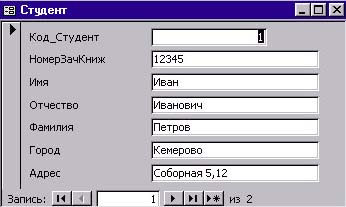 Студент
Код_Студент 1
НомерЗачКниж 12345
Имя Иван
Отчество Иванович
Фамилия Петров
Город Кемерово
Адрес Соборная 5,12
Запись: 1 из 2